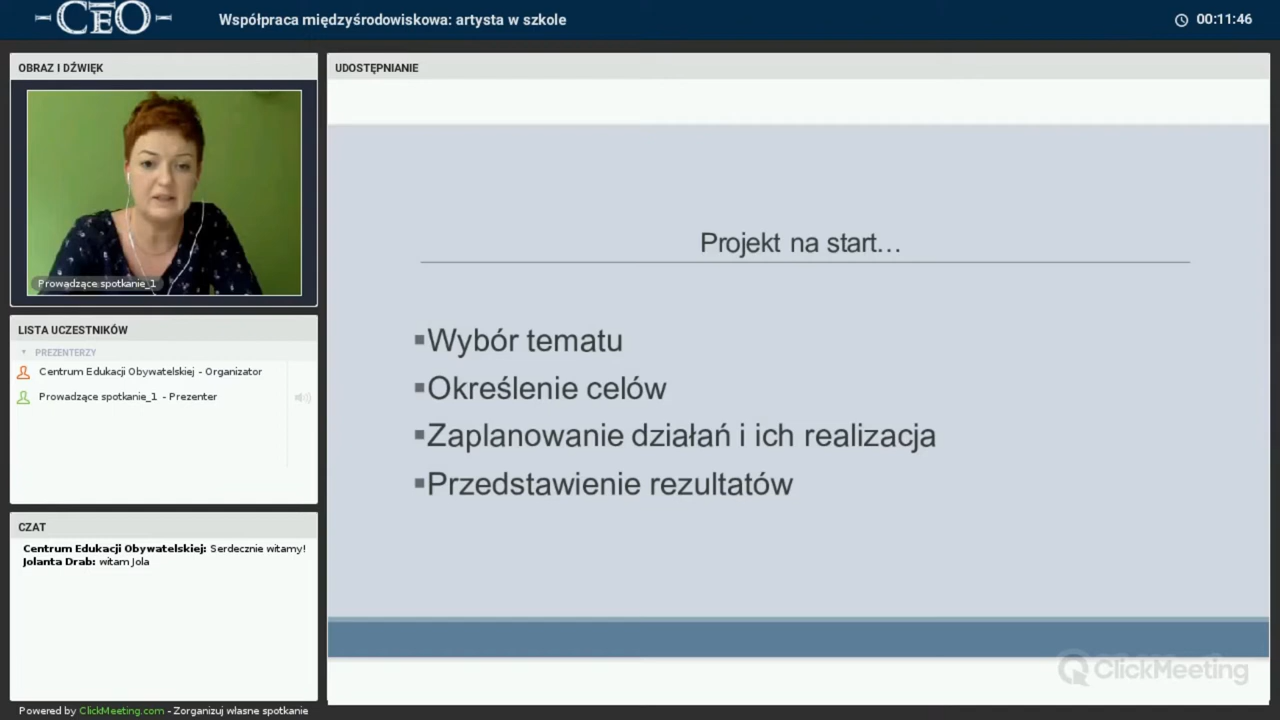 CEO
Współpraca międzyśrodowiskowa: artysta w szkole
00:11:46
OBRAZ I DŹWIĘK
Prowadzące spotkanie_1
LISTA UCZESTNIKÓW
PREZENTERZY
Centrum Edukacji Obywatelskiej - Organizator
Prowadzące spotkanie_1 - Prezenter
CZAT
Centrum Edukacji Obywatelskiej: Serdecznie witamy!
Jolanta Drab: witam Jola
UDOSTĘPNIANIE
Projekt na start...
▪Wybór tematu
▪Określenie celów
▪Zaplanowanie działań i ich realizacja
▪Przedstawienie rezultatów
ClickMeeting
Powered by ClickMeeting.com - Zorganizuj własne spotkanie